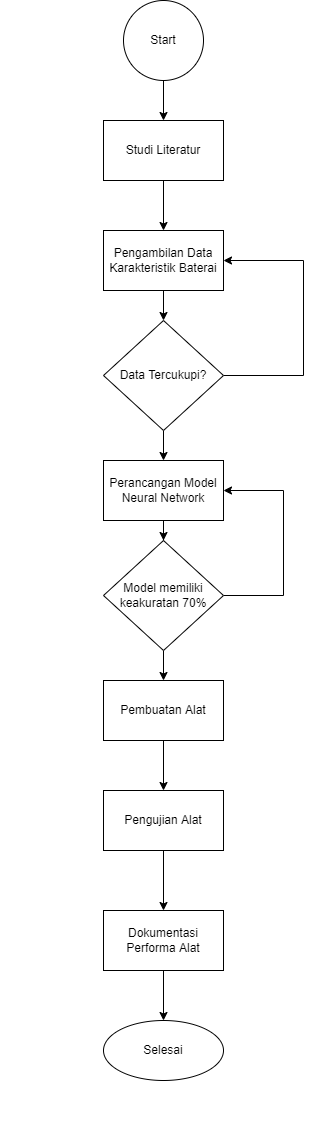 Start
Studi Literatur
Pengambilan Data
Karakteristik Baterai
Data Tercukupi?
Perancangan Model
Neural Network
Model memiliki
keakuratan 70%
Pembuatan Alat
Pengujian Alat
Dokumentasi
Performa Alat
Selesai